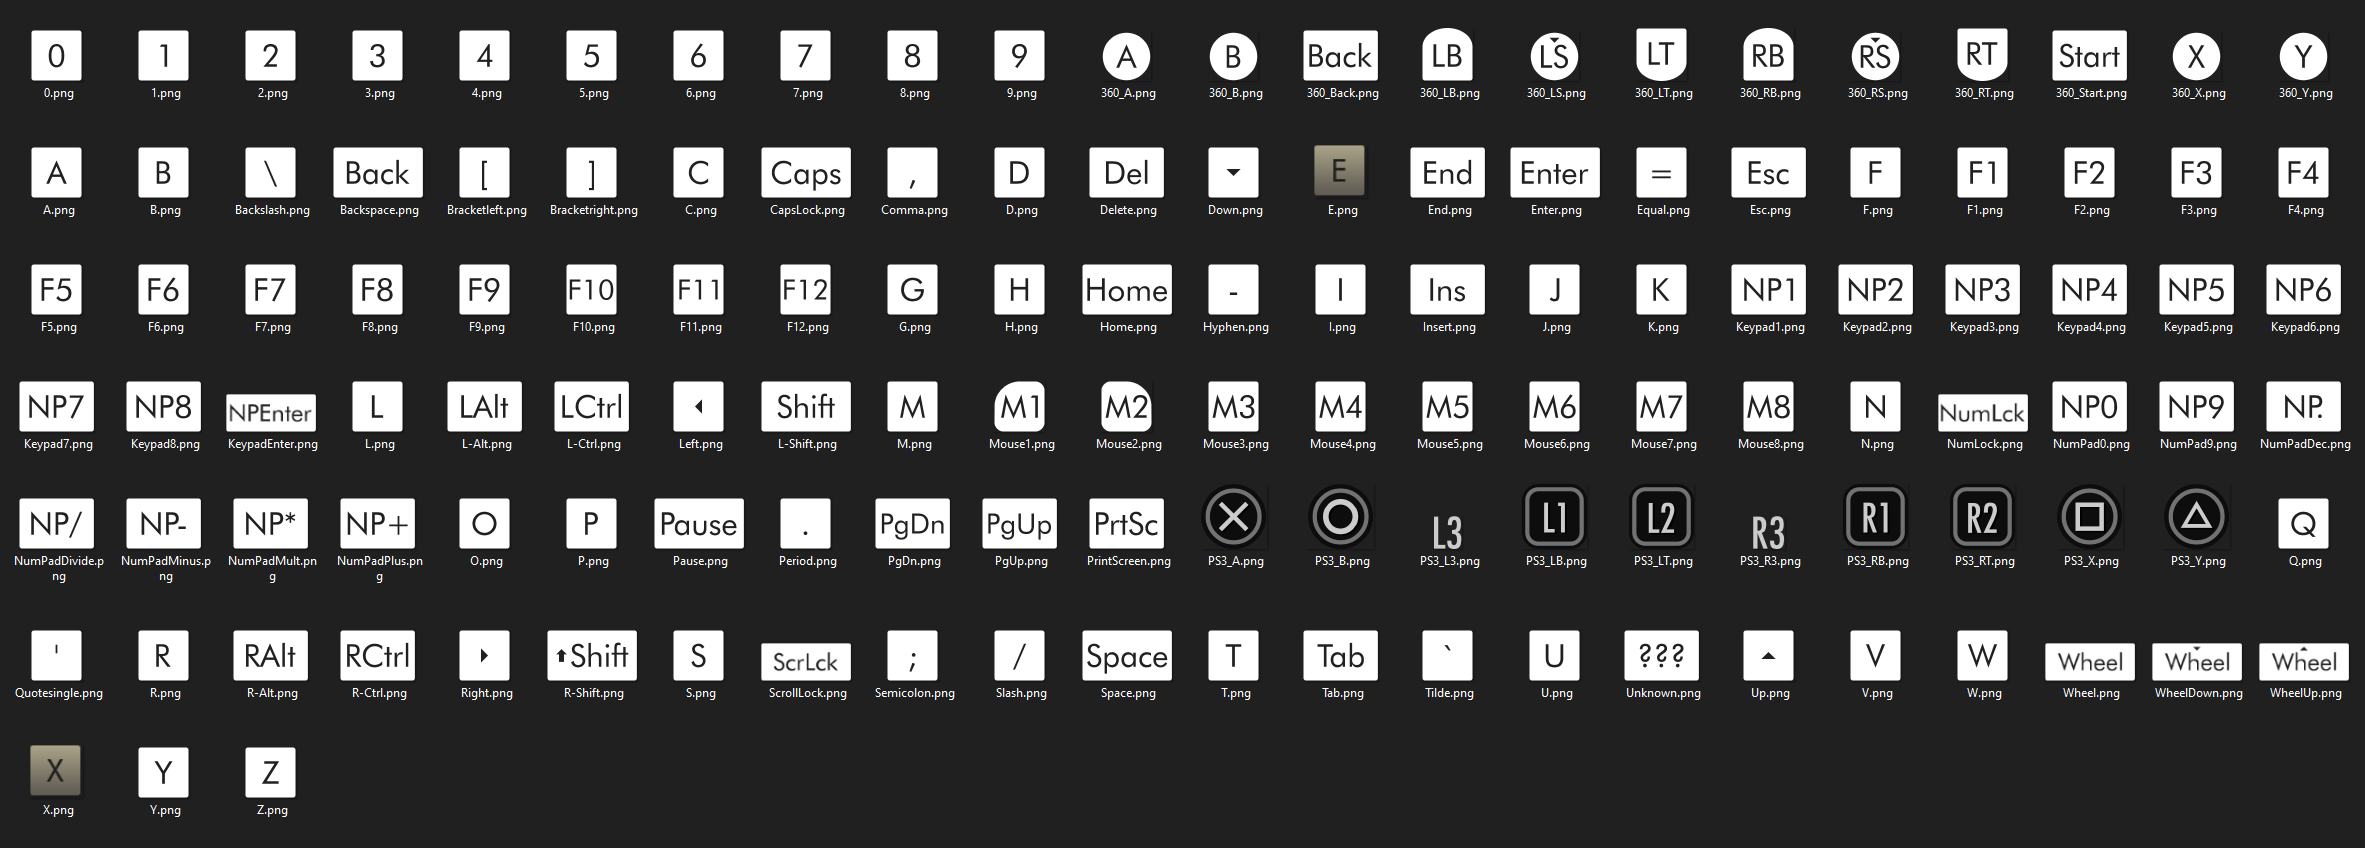 0 1 2 3 4 5 6 7 8 9 A B Back LB LS LT RB RS RT Start X Y
0.png 1.png 2.png 3.png 4.png 5.png 6.png 7.png 8.png 9.png 360_A.png 360_B.png 360_Back.png 360_LB.png 360_LS.png 360_LT.png 360_RB.png 360_RS.png 360_RT.png 360_Start.png 360_X.png 360_Y.png
A B \ Back [ ] C Caps , D Del E End Enter = Esc F F1 F2 F3 F4
A.png B.png Backslash.png Backspace.png Bracketleft.png Bracketright.png C.png CapsLock.png Comma.png D.png Delete.png Down.png E.png End.png Enter.png Equal.png Esc.png F.png F1.png F2.png F3.png F4.png
F5 F6 F7 F8 F9 F10 F11 F12 G H Home - I Ins J K NP1 NP2 NP3 NP4 NP5 NP6
F5.png F6.png F7.png F8.png F9.png F10.png F11.png F12.png G.png H.png Home.png Hyphen.png I.png Insert.png J.png K.png Keypad1.png Keypad2.png Keypad3.png Keypad4.png Keypad5.png Keypad6.png
NP7 NP8 NPEnter L LAlt LCtrl Shift M M1 M2 M3 M4 M5 M6 M7 M8 N NumLck NP0 NP9 NP.
Keypad7.png Keypad8.png KeypadEnter.png L.png L-Alt.png L-Ctrl.png Left.png L-Shift.png M.png Mouse1.png Mouse2.png Mouse3.png Mouse4.png Mouse5.png Mouse6.png Mouse7.png Mouse8.png N.png NumLock.png NumPad0.png NumPad9.png NumPadDec.png
NP/ NP- NP* NP+ O P Pause . PgDn PgUp PrtSc L3 L1 L2 R3 R1 R2 Q
NumPadDivide.p NumPadMinus.p NumPadMult.pn NumPadPlus.pn O.png P.png Pause.png Period.png PgDn.png PgUp.png PrintScreen.png PS3_A.png PS3_B.png PS3_L3.png PS3_LB.png PS3_LT.png PS3_R3.png PS3_RB.png PS3_RT.png PS3_X.png PS3_Y.png Q.png
ng ng g g
' R RAlt RCtrl Shift S ScrLck ; / Space T Tab ` U ??? V W Wheel Wheel Wheel
Quotesingle.png R.png R-Alt.png R-Ctrl.png Right.png R-Shift.png S.png ScrollLock.png Semicolon.png Slash.png Space.png T.png Tab.png Tilde.png U.png Unknown.png Up.png V.png W.png Wheel.png WheelDown.png WheelUp.png
X Y Z
X.png Y.png Z.png